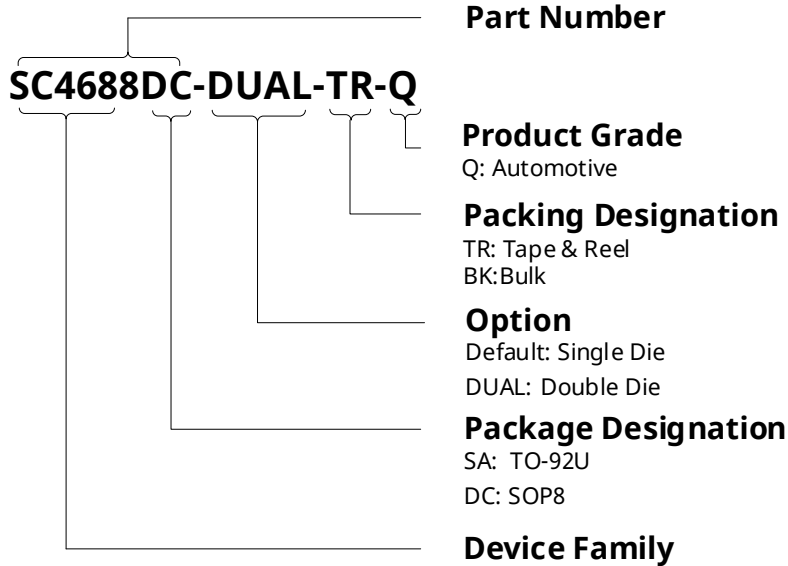 Part Number
SC4688DC-DUAL-TR-Q
Product Grade
Q: Automotive
Packing Designation
TR: Tape & Reel
BK:Bulk
Option
Default: Single Die
DUAL: Double Die
Package Designation
SA: TO-92U
DC: SOP8
Device Family